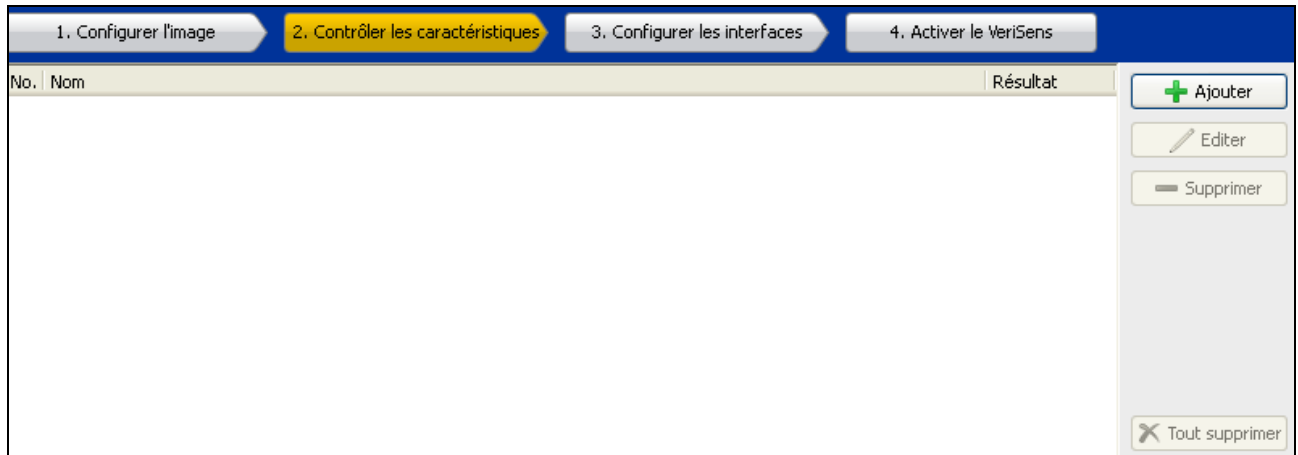 1. Configurer l'image
2. Contrôler les caractéristiques
3. Configurer les interfaces
4. Activer le VeriSens
No. Nom Résultat
Ajouter
Editer
Supprimer
Tout supprimer